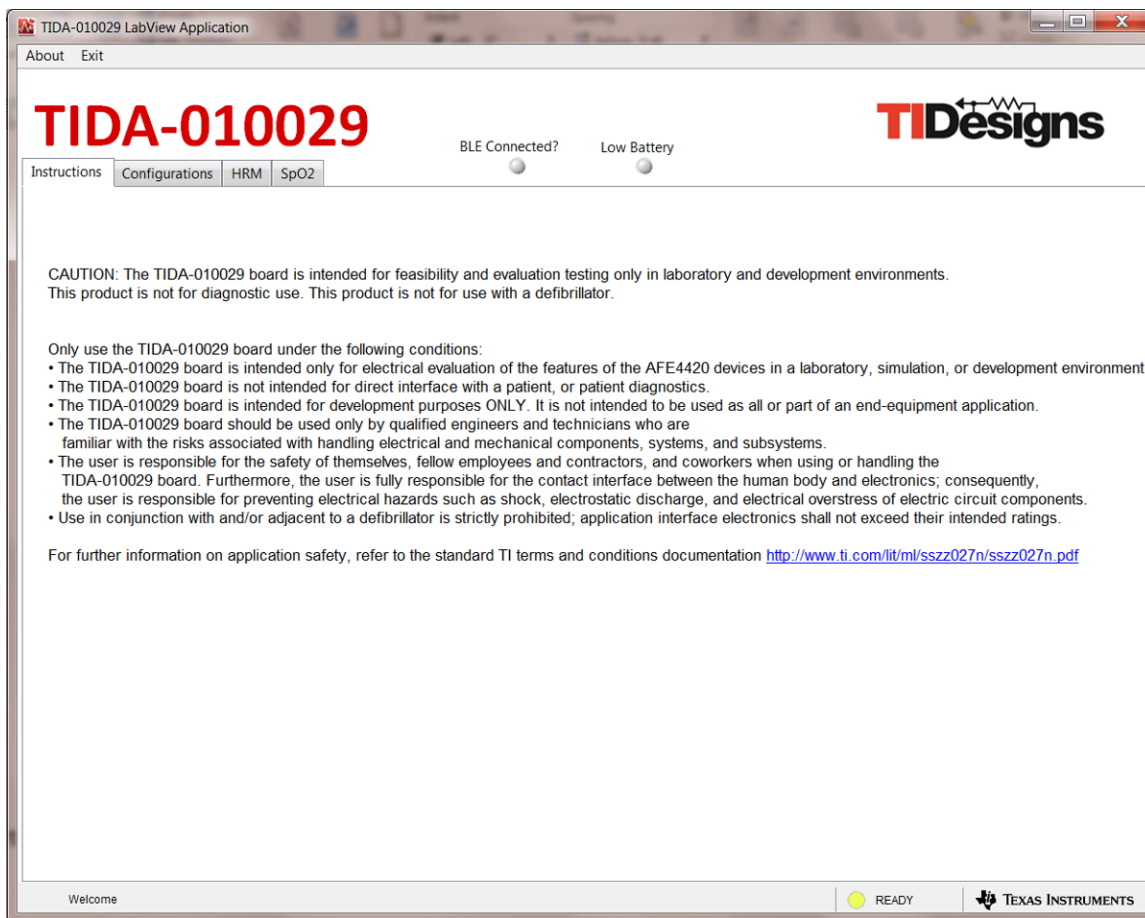 TIDA-010029 LabView Application
About Exit
TIDA-010029
TIDesigns
BLE Connected?
Low Battery
Instructions Configurations HRM SpO2
CAUTION: The TIDA-010029 board is intended for feasibility and evaluation testing only in laboratory and development environments.
This product is not for diagnostic use. This product is not for use with a defibrillator.
Only use the TIDA-010029 board under the following conditions:
• The TIDA-010029 board is intended only for electrical evaluation of the features of the AFE4420 devices in a laboratory, simulation, or development environment
• The TIDA-010029 board is not intended for direct interface with a patient, or patient diagnostics.
• The TIDA-010029 board is intended for development purposes ONLY. It is not intended to be used as all or part of an end-equipment application.
• The TIDA-010029 board should be used only by qualified engineers and technicians who are
familiar with the risks associated with handling electrical and mechanical components, systems, and subsystems.
• The user is responsible for the safety of themselves, fellow employees and contractors, and coworkers when using or handling the
TIDA-010029 board. Furthermore, the user is fully responsible for the contact interface between the human body and electronics; consequently,
the user is responsible for preventing electrical hazards such as shock, electrostatic discharge, and electrical overstress of electric circuit components.
• Use in conjunction with and/or adjacent to a defibrillator is strictly prohibited; application interface electronics shall not exceed their intended ratings.
For further information on application safety, refer to the standard TI terms and conditions documentation http://www.ti.com/lit/ml/sszz027n/sszz027n.pdf
Welcome
READY
TEXAS INSTRUMENTS